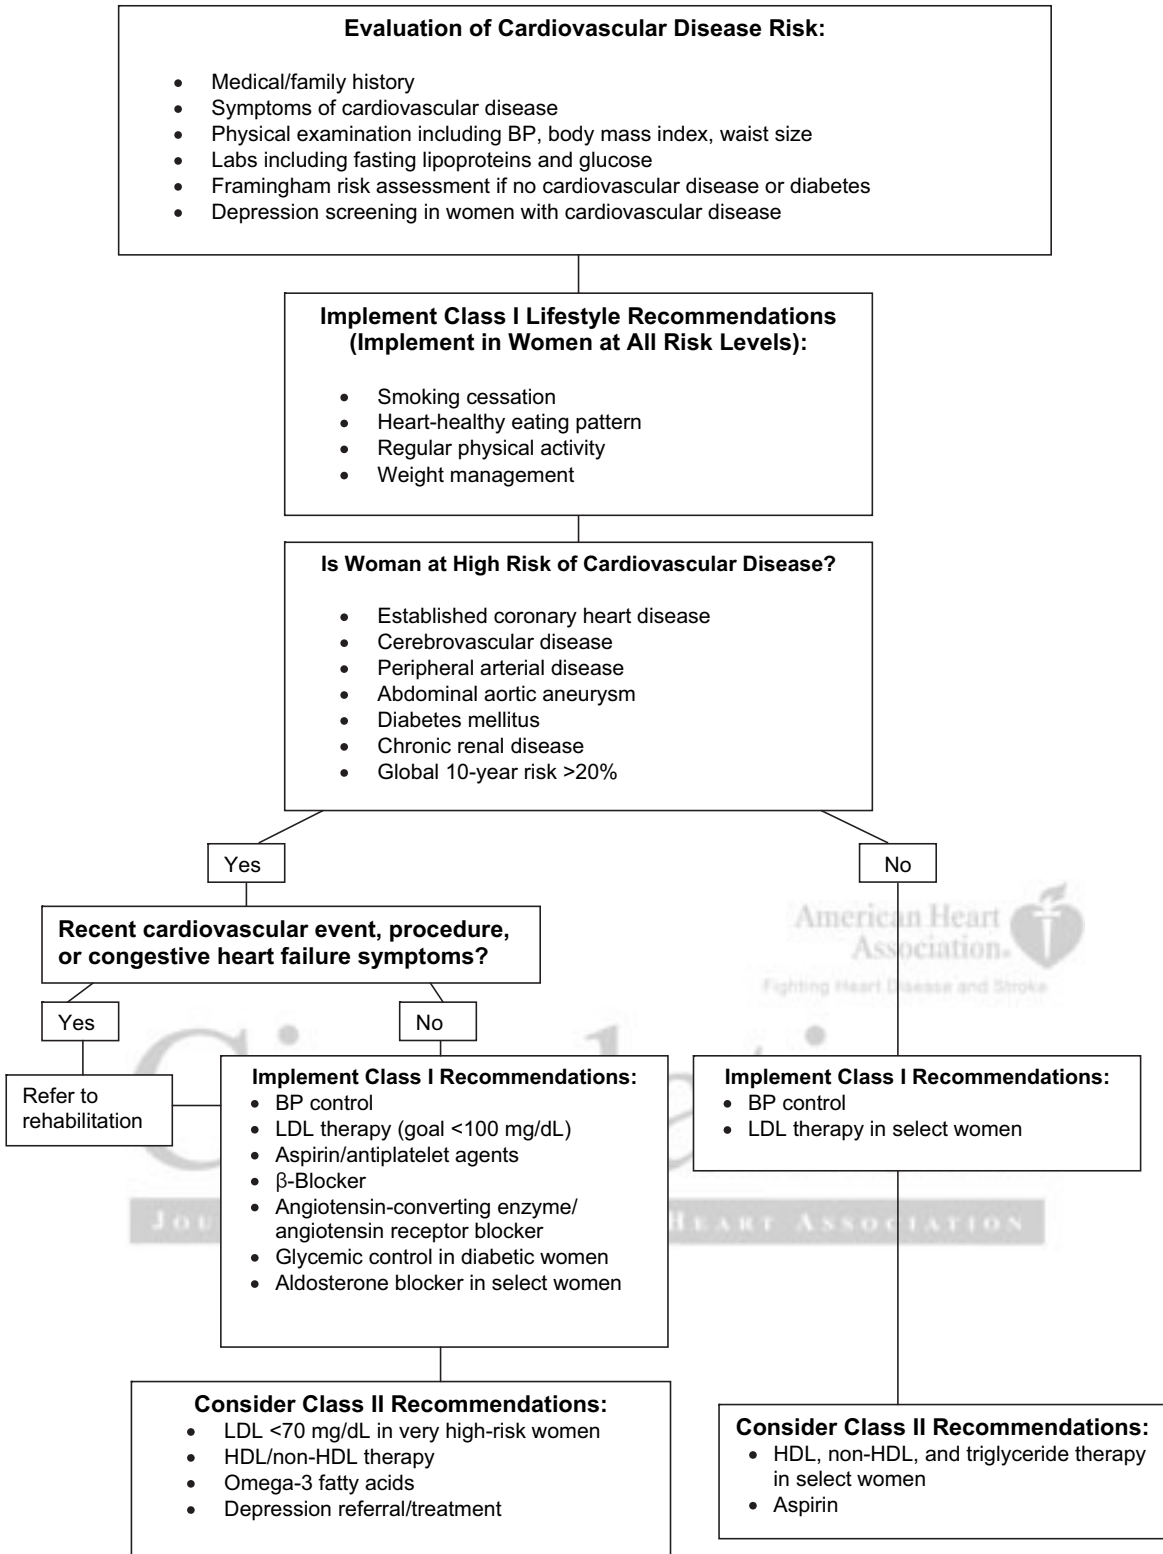 Evaluation of Cardiovascular Disease Risk:
• Medical/family history
• Symptoms of cardiovascular disease
• Physical examination including BP, body mass index, waist size
• Labs including fasting lipoproteins and glucose
• Framingham risk assessment if no cardiovascular disease or diabetes
• Depression screening in women with cardiovascular disease
Implement Class I Lifestyle Recommendations
(Implement in Women at All Risk Levels):
• Smoking cessation
• Heart-healthy eating pattern
• Regular physical activity
• Weight management
Is Woman at High Risk of Cardiovascular Disease?
• Established coronary heart disease
• Cerebrovascular disease
• Peripheral arterial disease
• Abdominal aortic aneurysm
• Diabetes mellitus
• Chronic renal disease
• Global 10-year risk >20%
Yes
No
Recent cardiovascular event, procedure,
or congestive heart failure symptoms?
American Heart
Association®
Fighting Heart Disease and Stroke
Yes
No
Refer to
rehabilitation
Implement Class I Recommendations:
• BP control
• LDL therapy (goal <100 mg/dL)
• Aspirin/antiplatelet agents
• β-Blocker
• Angiotensin-converting enzyme/
angiotensin receptor blocker
• Glycemic control in diabetic women
• Aldosterone blocker in select women
Implement Class I Recommendations:
• BP control
• LDL therapy in select women
HEART ASSOCIATION
Consider Class II Recommendations:
• LDL <70 mg/dL in very high-risk women
• HDL/non-HDL therapy
• Omega-3 fatty acids
• Depression referral/treatment
Consider Class II Recommendations:
• HDL, non-HDL, and triglyceride therapy
in select women
• Aspirin